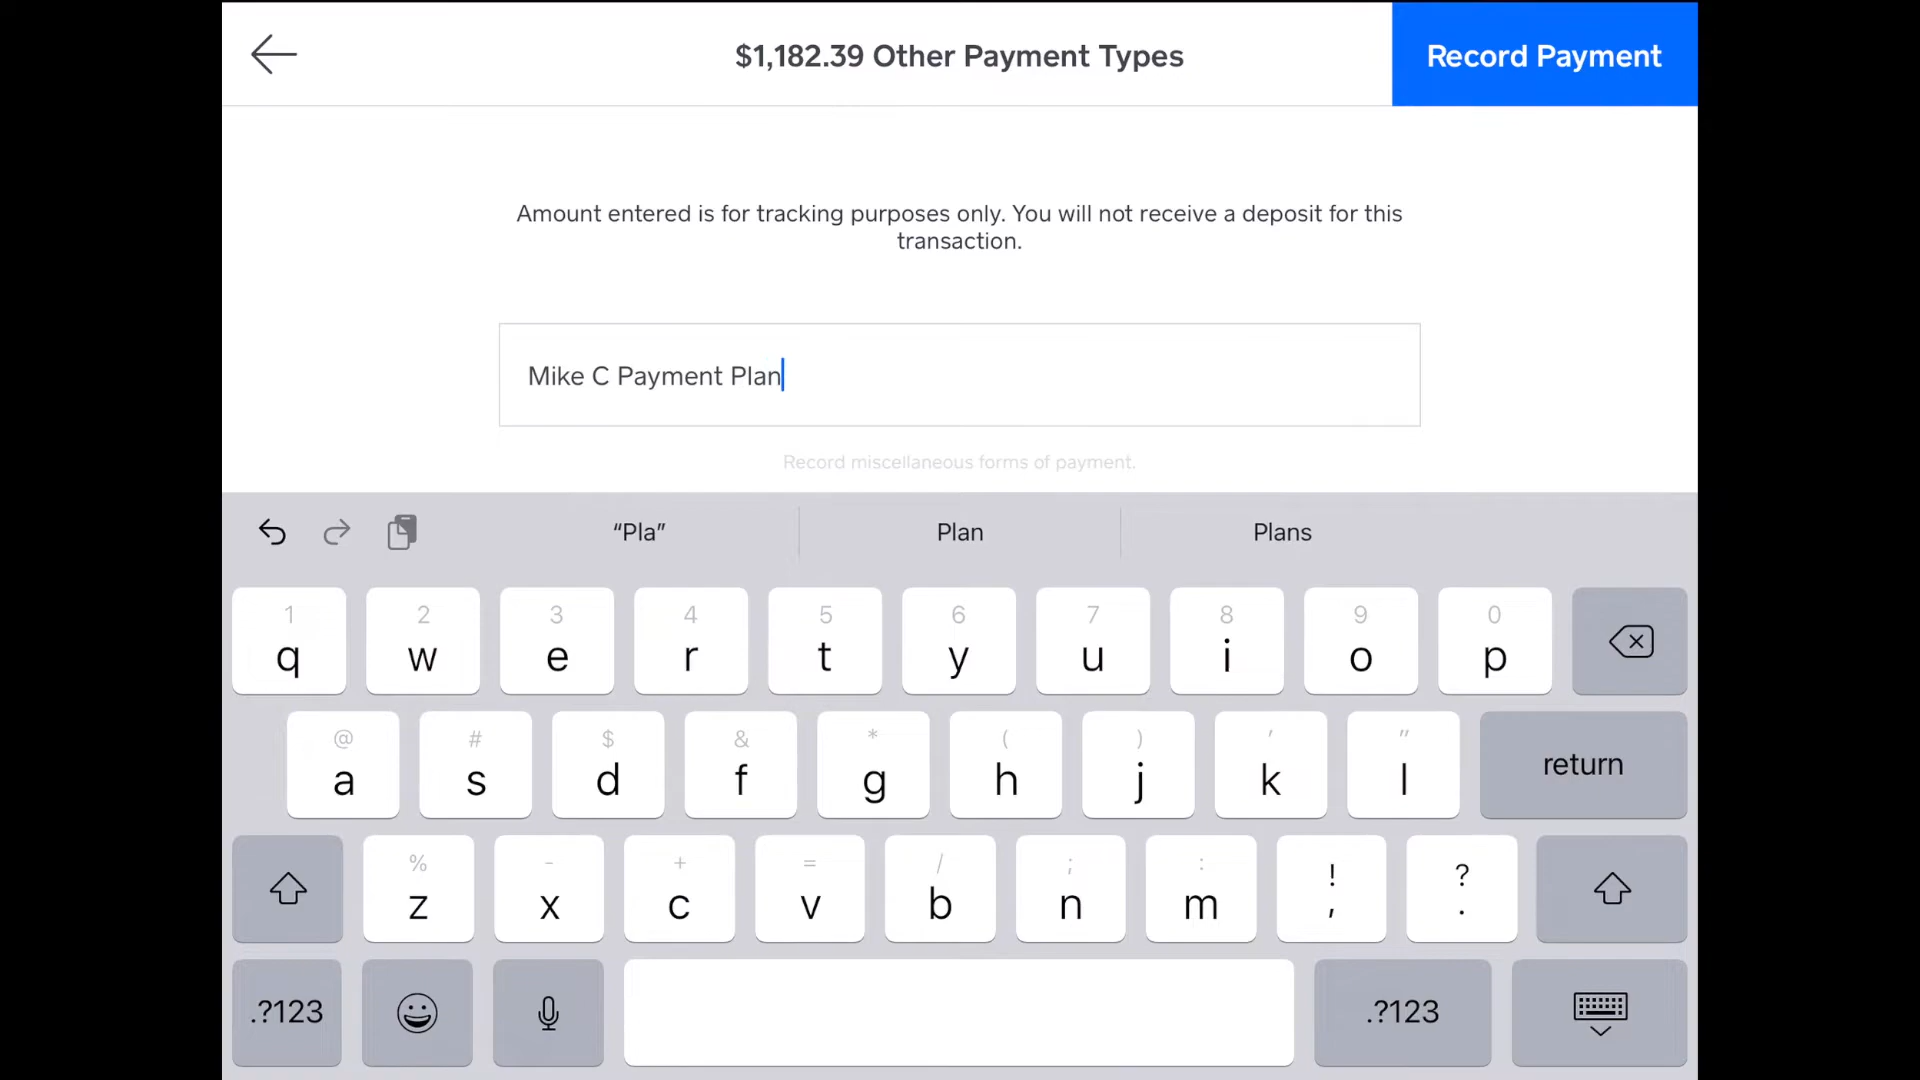 $1,182.39 Other Payment Types
Record Payment
Amount entered is for tracking purposes only. You will not receive a deposit for this
transaction.
Mike C Payment Plan
Record miscellaneous forms of payment.
“Pla” Plan Plans
1 2 3 4 5 6 7 8 9 0
q w e r t y u i o p
@ # $ & * ( ) ' "
a s d f g h j k l return
% - + = / ; : ! ?
z x c v b n m , .
.?123 .?123